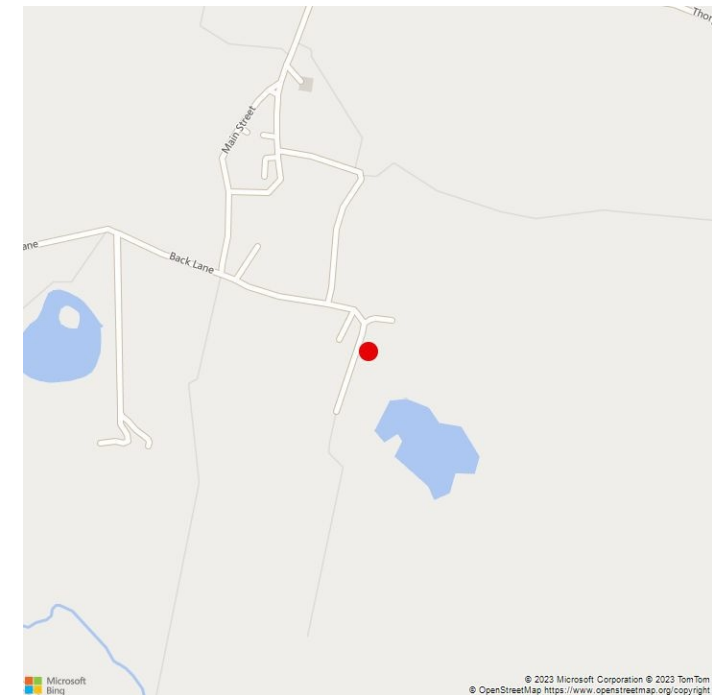 Thor
Main Street
ane
Back Lane
Microsoft
Bing
© 2023 Microsoft Corporation © 2023 TomTom
© OpenStreetMap https://www.openstreetmap.org/copyright